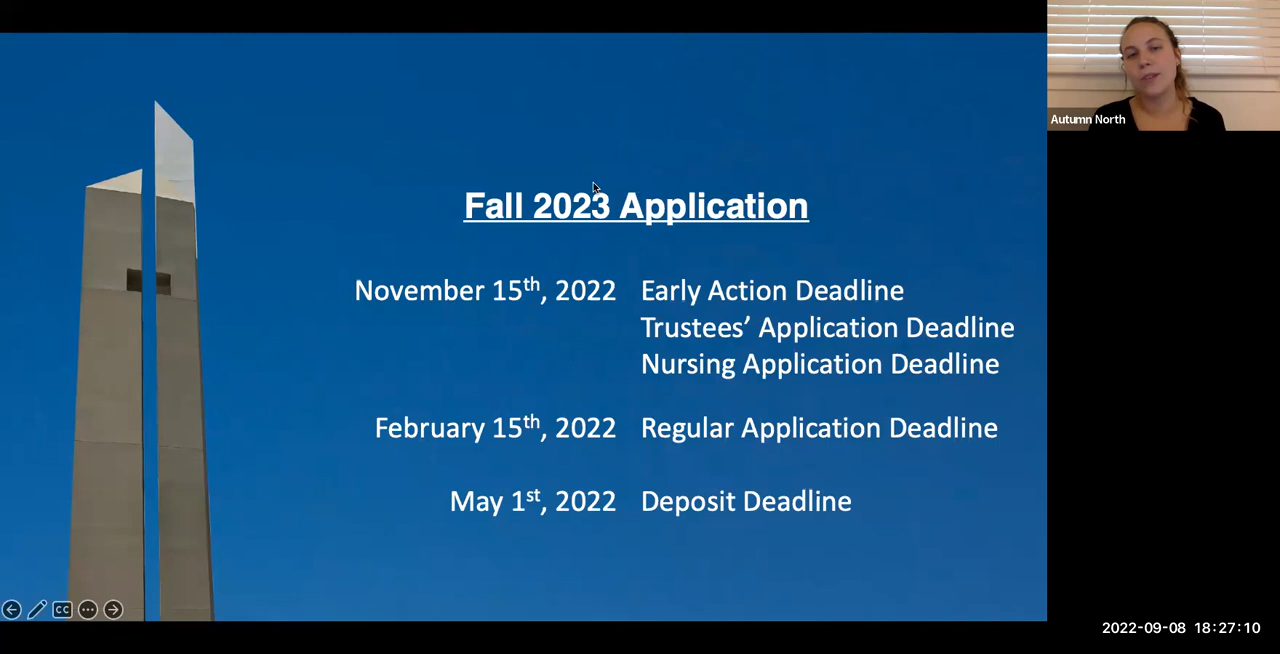 Fall 2023 Application
November 15th, 2022 Early Action Deadline
Trustees’ Application Deadline
Nursing Application Deadline
February 15th, 2022 Regular Application Deadline
May 1st, 2022 Deposit Deadline
Autumn North
CC
2022-09-08 18:27:10